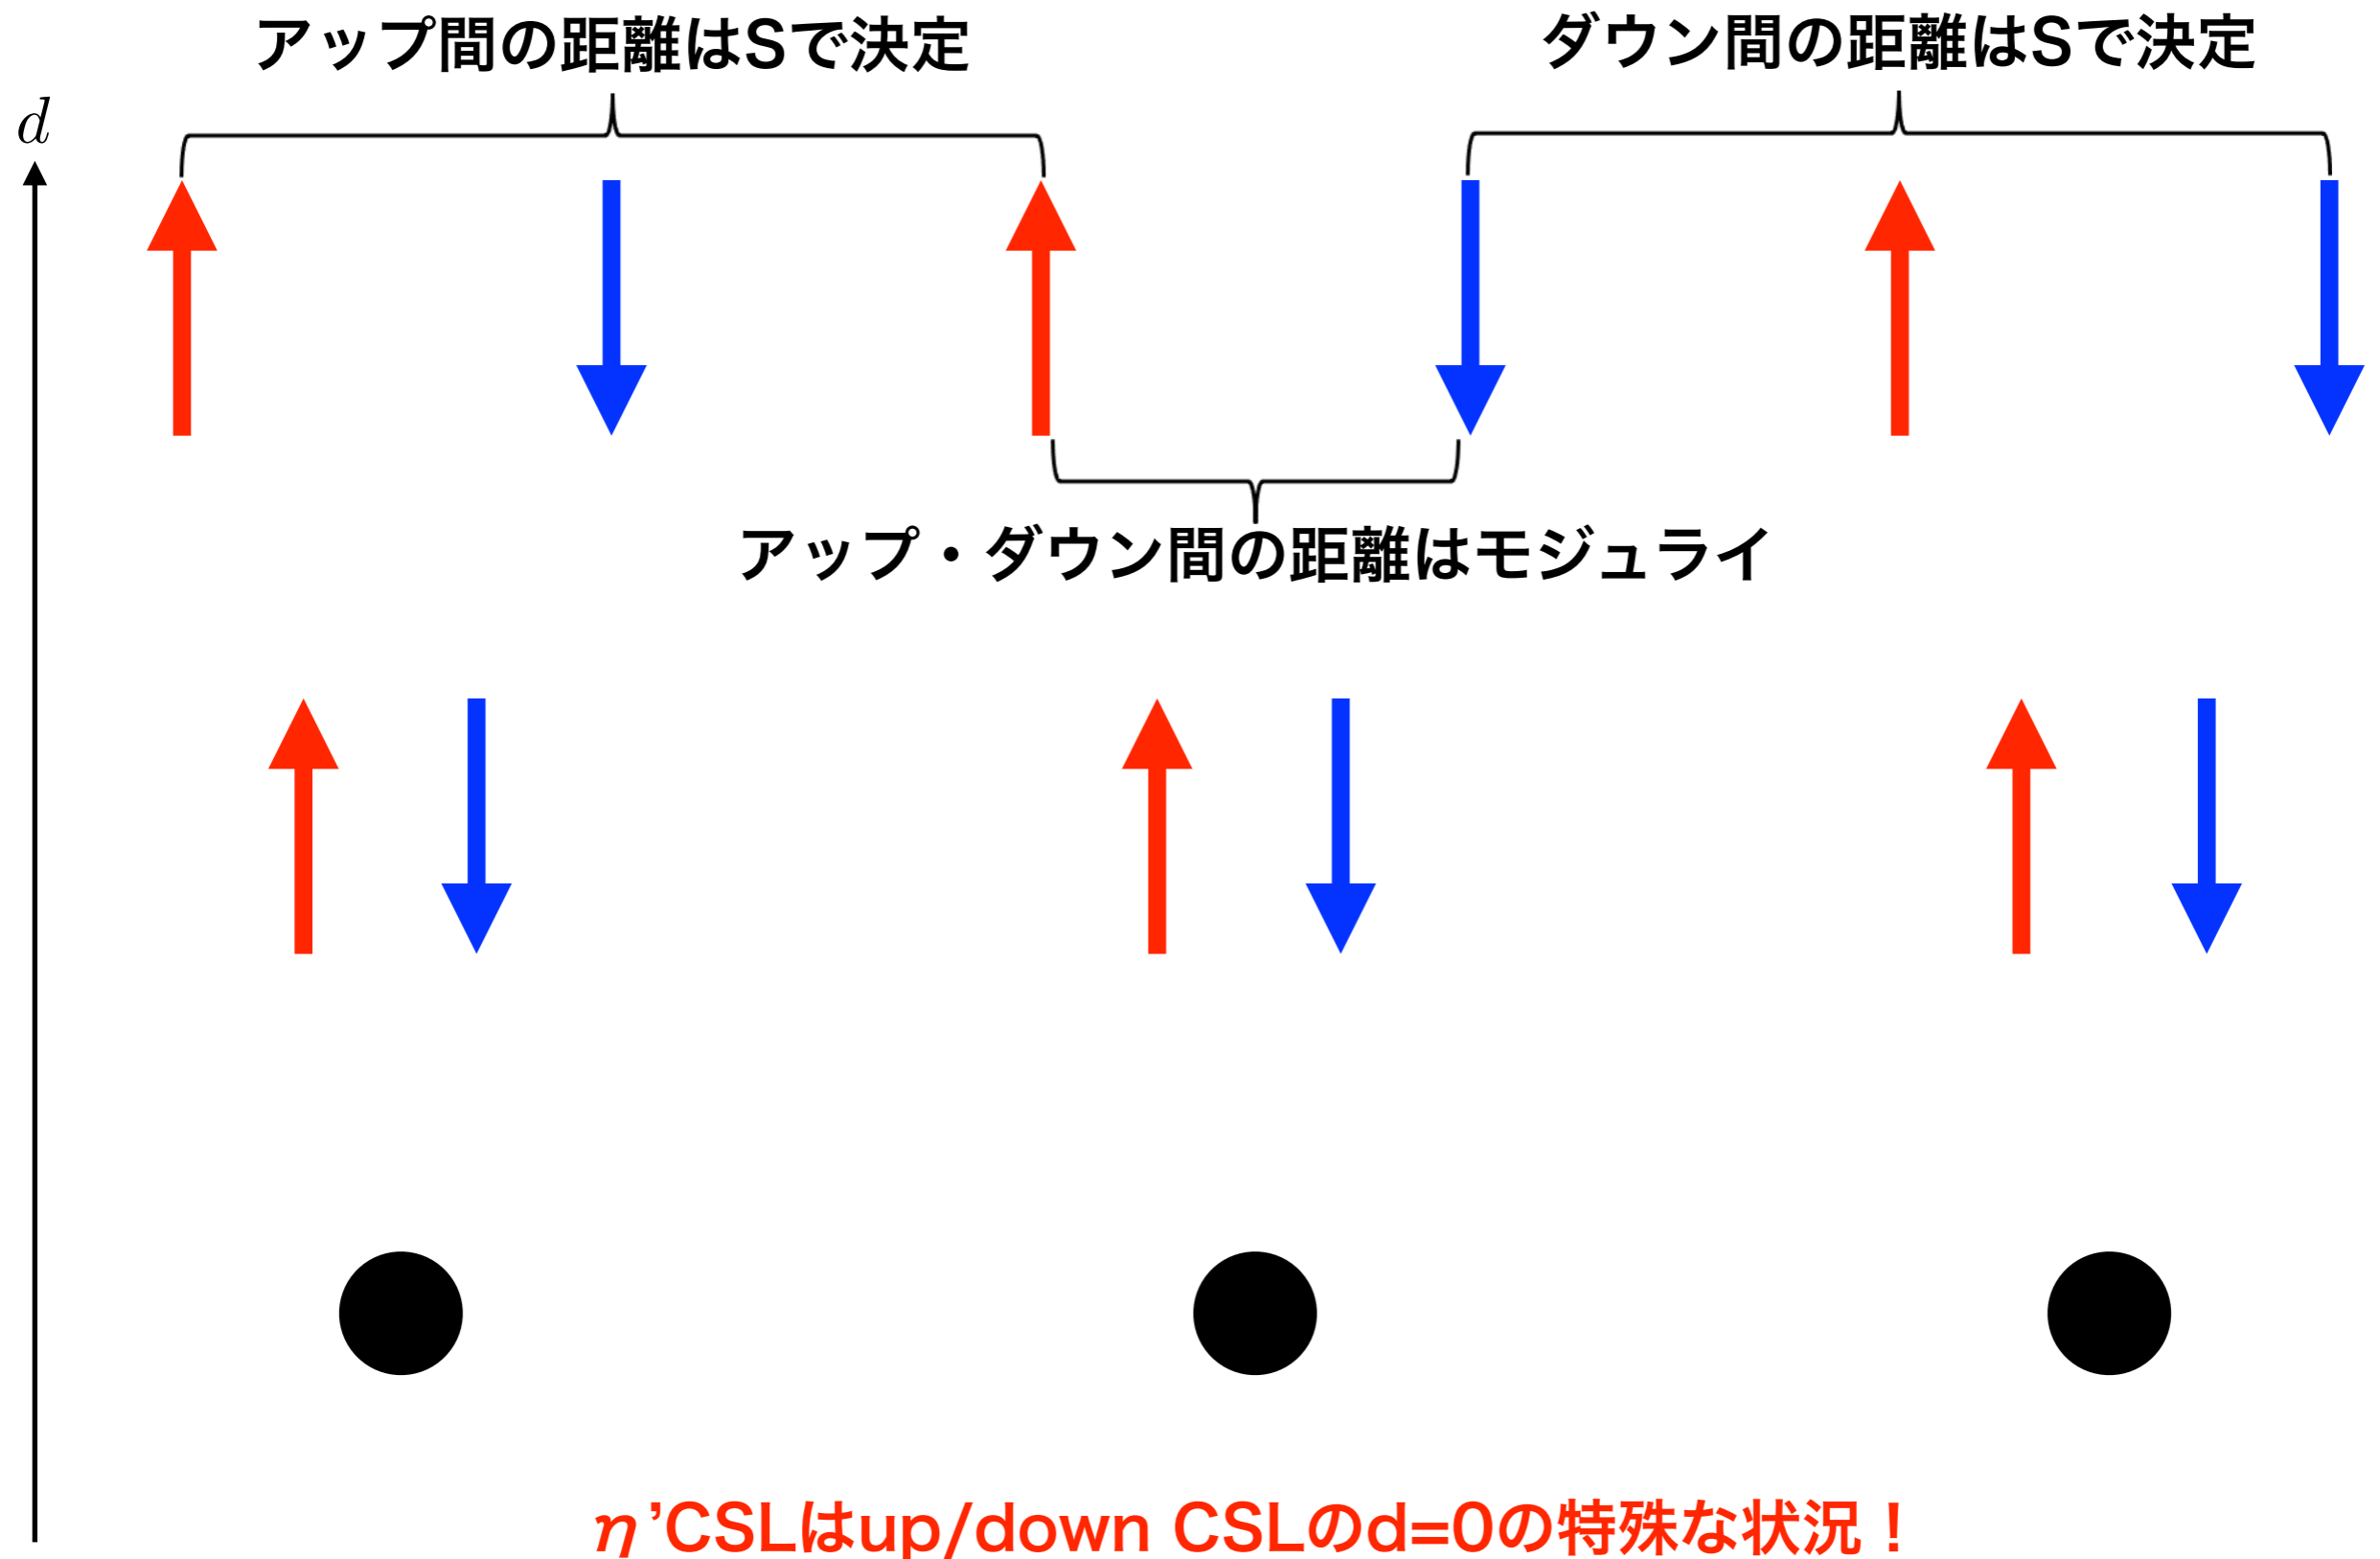 アップ間の距離はSで決定
ダウン間の距離はSで決定
d
アップ・ダウン間の距離はモジュライ
η’CSLはup/down CSLのd=0の特殊な状況！